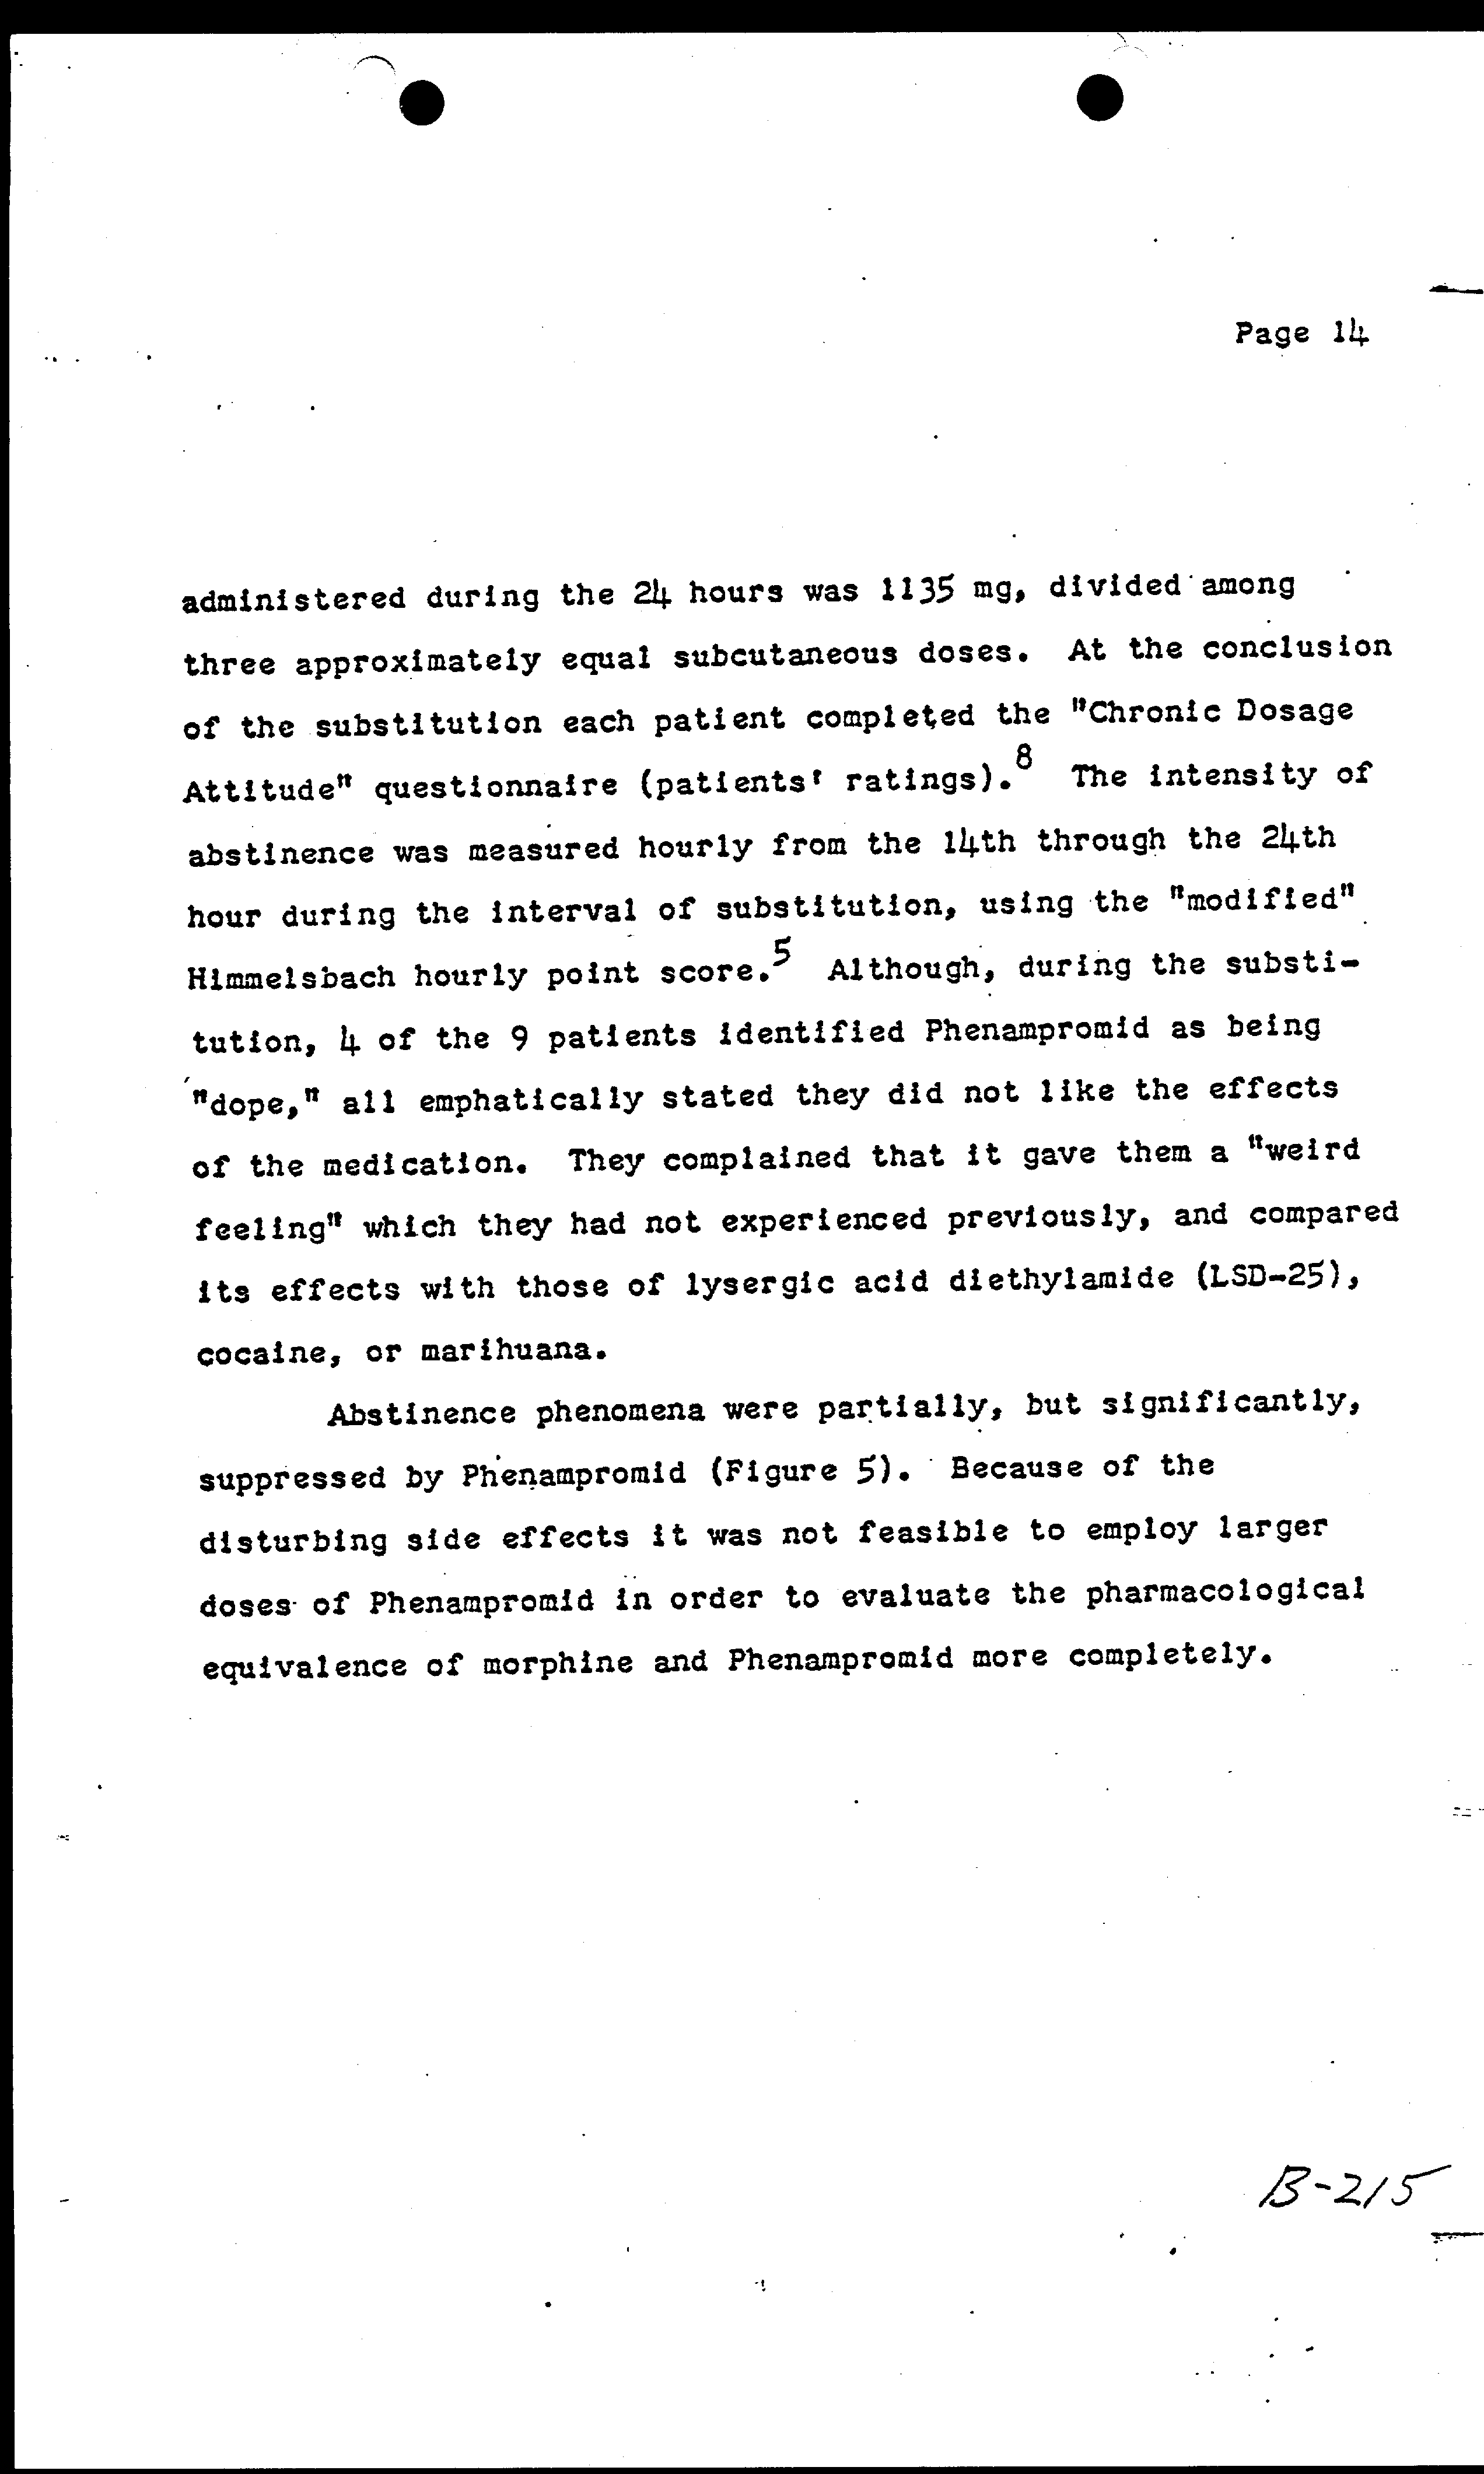 Page 14
administered during the 24 hours was 1135 mg, divided among
three approximately equal subcutaneous doses. At the conclusion
of the substitution each patient completed the "Chronic Dosage
Attitude" questionnaire (patients' ratings).8 The intensity of
abstinence was measured hourly from the 14th through the 24th
hour during the interval of substitution, using the "modified"
Himmelsbach hourly point score.5 Although, during the substi-
tution, 4 of the 9 patients identified Phenampromid as being
"dope," all emphatically stated they did not like the effects
of the medication. They complained that it gave them a "weird
feeling" which they had not experienced previously, and compared
its effects with those of lysergic acid diethylamide (LSD-25),
cocaine, or marihuana.
Abstinence phenomena were partially, but significantly,
suppressed by Phenampromid (Figure 5). Because of the
disturbing side effects it was not feasible to employ larger
doses of Phenampromid in order to evaluate the pharmacological
equivalence of morphine and Phenampromid more completely.
B-215